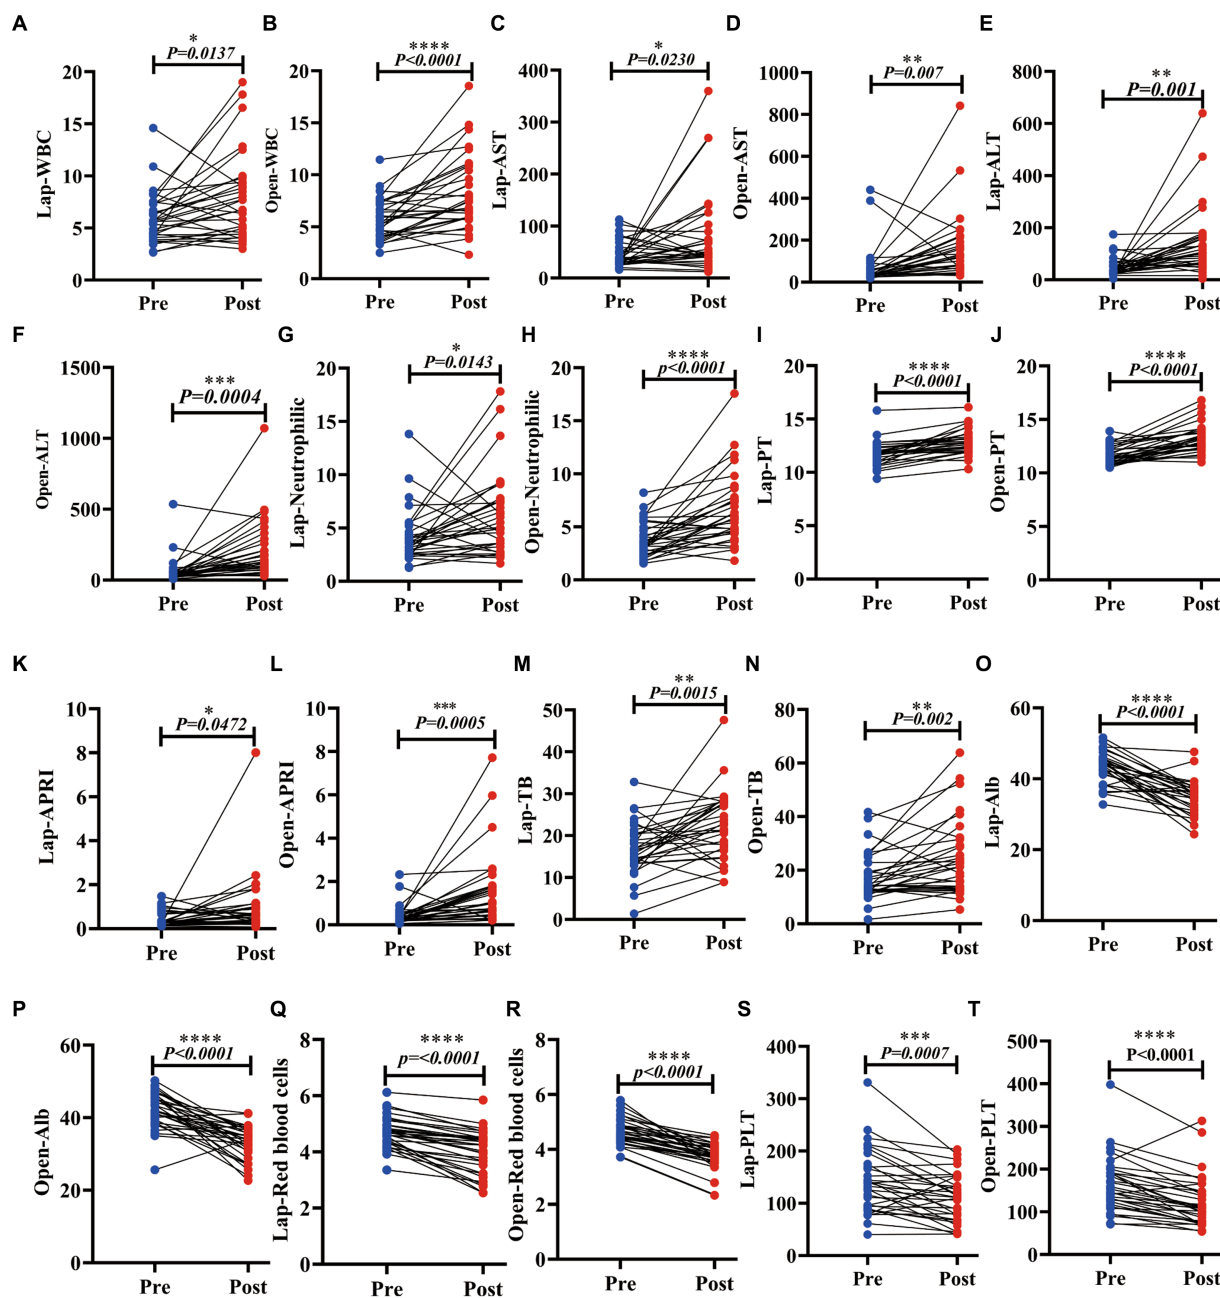 A
*
P=0.0137
Lap-WBC
20
15
10
5
0
Pre Post
B
****
P<0.0001
Open-WBC
20
15
10
5
0
Pre Post
C
*
P=0.0230
Lap-AST
400
300
200
100
0
Pre Post
D
**
P=0.007
Open-AST
1000
800
600
400
200
0
Pre Post
E
**
P=0.001
Lap-ALT
800
600
400
200
0
Pre Post
F
***
P=0.0004
Open-ALT
1500
1000
500
0
Pre Post
G
*
P=0.0143
Lap-Neutrophilic
20
15
10
5
0
Pre Post
H
****
p<0.0001
Open-Neutrophilic
20
15
10
5
0
Pre Post
I
****
P<0.0001
Lap-PT
20
15
10
5
0
Pre Post
J
****
P<0.0001
Open-PT
20
15
10
5
0
Pre Post
K
*
P=0.0472
Lap-APRI
10
8
6
4
2
0
Pre Post
L
***
P=0.0005
Open-APRI
10
8
6
4
2
0
Pre Post
M
**
P=0.0015
Lap-TB
50
40
30
20
10
0
Pre Post
N
**
P=0.002
Open-TB
80
60
40
20
0
Pre Post
O
****
P<0.0001
Lap-Alb
60
40
20
0
Pre Post
P
****
P<0.0001
Open-Alb
60
40
20
0
Pre Post
Q
****
p=<0.0001
Lap-Red blood cells
8
6
4
2
0
Pre Post
R
****
p<0.0001
Open-Red blood cells
8
6
4
2
0
Pre Post
S
***
P=0.0007
Lap-PLT
400
300
200
100
0
Pre Post
T
****
P<0.0001
Open-PLT
500
400
300
200
100
0
Pre Post